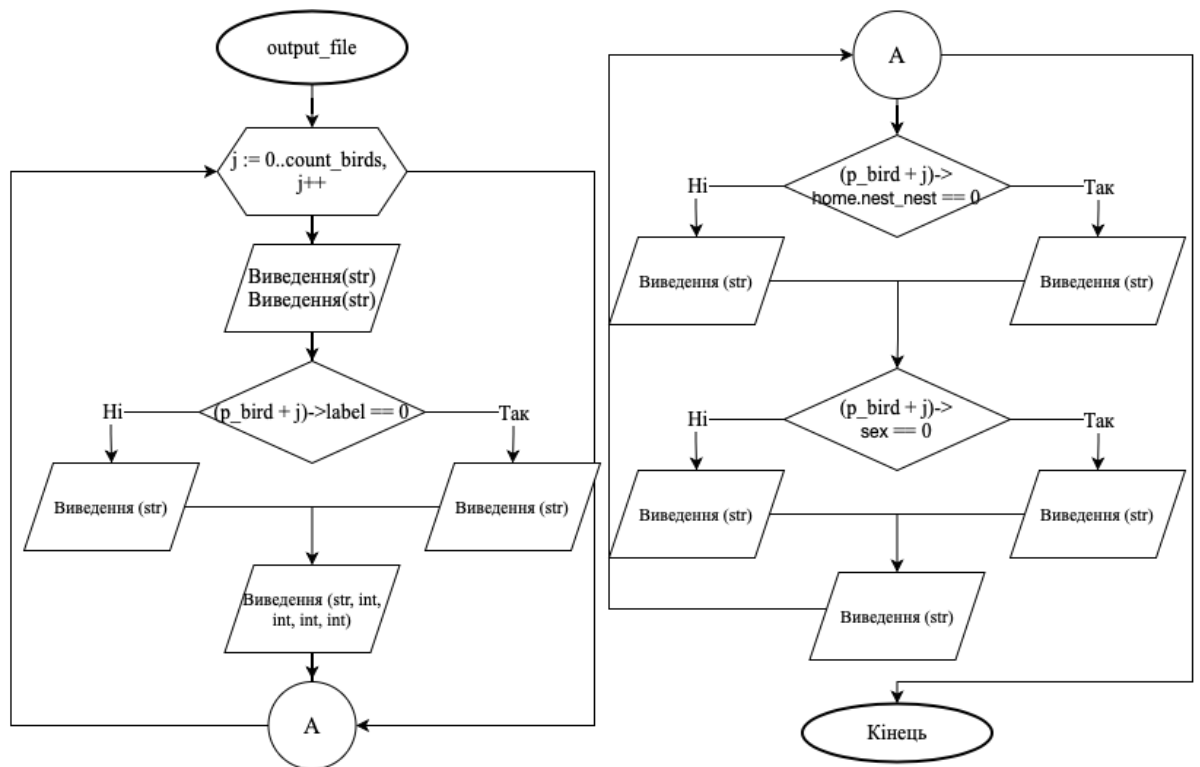 output_file
j := 0..count_birds,
j++
Виведення(str)
Виведення(str)
(p_bird + j)->label == 0
Ні
Так
Виведення (str)
Виведення (str)
Виведення (str, int,
int, int, int)
A
A
(p_bird + j)->
home.nest_nest == 0
Ні
Так
Виведення (str)
Виведення (str)
(p_bird + j)->
sex == 0
Ні
Так
Виведення (str)
Виведення (str)
Виведення (str)
Кінець